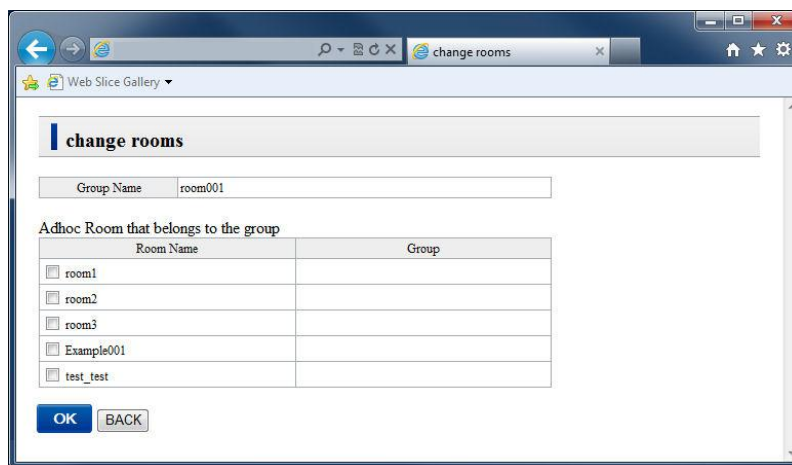 change rooms
Web Slice Gallery
change rooms
Group Name room001
Adhoc Room that belongs to the group
Room Name Group
room1
room2
room3
Example001
test_test
OK BACK